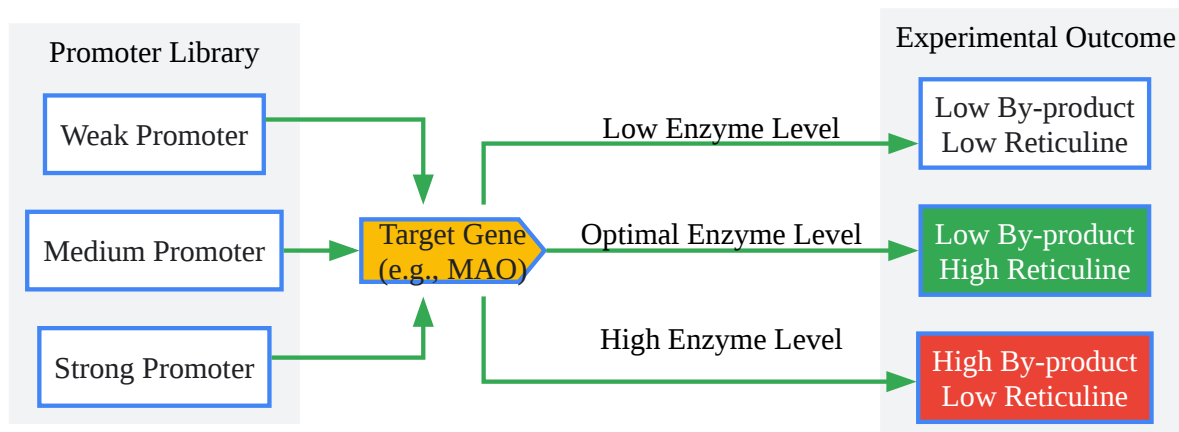 Promoter Library
Weak Promoter
Medium Promoter
Strong Promoter
Target Gene
(e.g., MAO)
Low Enzyme Level
Optimal Enzyme Level
High Enzyme Level
Experimental Outcome
Low By-product
Low Reticuline
Low By-product
High Reticuline
High By-product
Low Reticuline